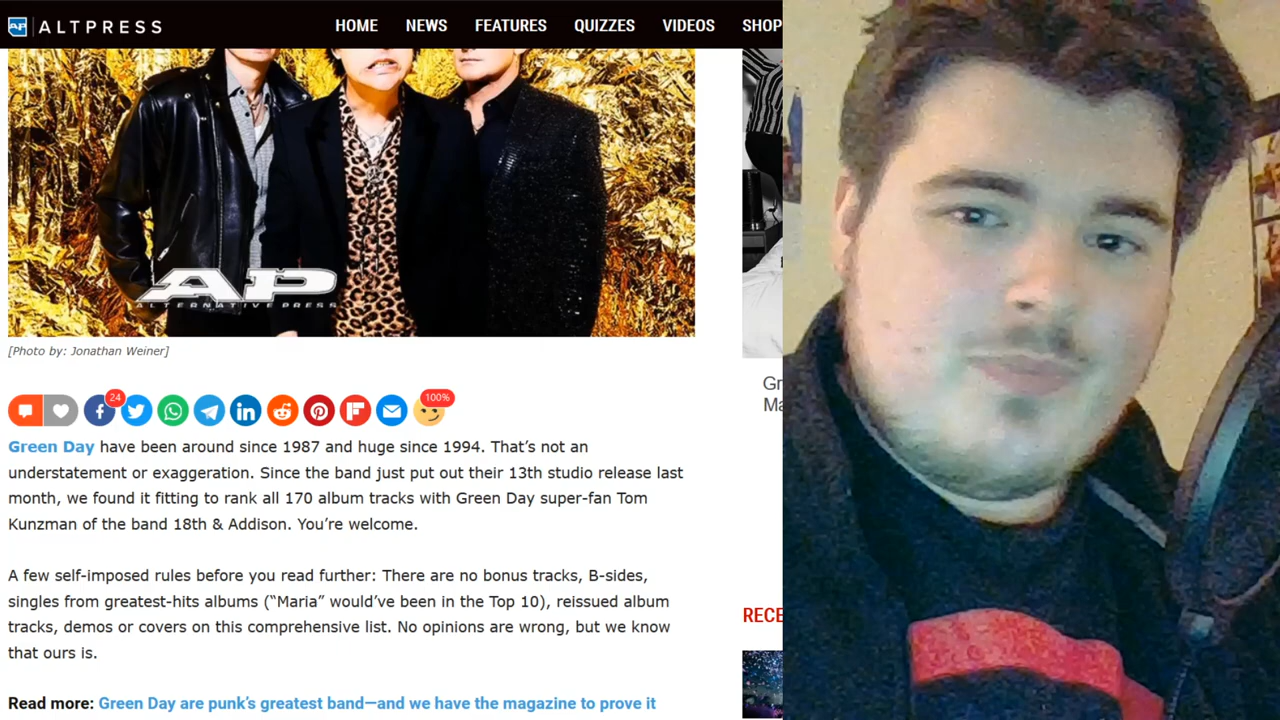 AP ALTPRESS
HOME NEWS FEATURES QUIZZES VIDEOS SHOP
AP
ALTERNATIVE PRESS
[Photo by: Jonathan Weiner]
24
100%
Green Day have been around since 1987 and huge since 1994. That’s not an
understatement or exaggeration. Since the band just put out their 13th studio release last
month, we found it fitting to rank all 170 album tracks with Green Day super-fan Tom
Kunzman of the band 18th & Addison. You’re welcome.
A few self-imposed rules before you read further: There are no bonus tracks, B-sides,
singles from greatest-hits albums (“Maria” would’ve been in the Top 10), reissued album
tracks, demos or covers on this comprehensive list. No opinions are wrong, but we know
that ours is.
Read more: Green Day are punk’s greatest band—and we have the magazine to prove it
Gr
Ma
RECE